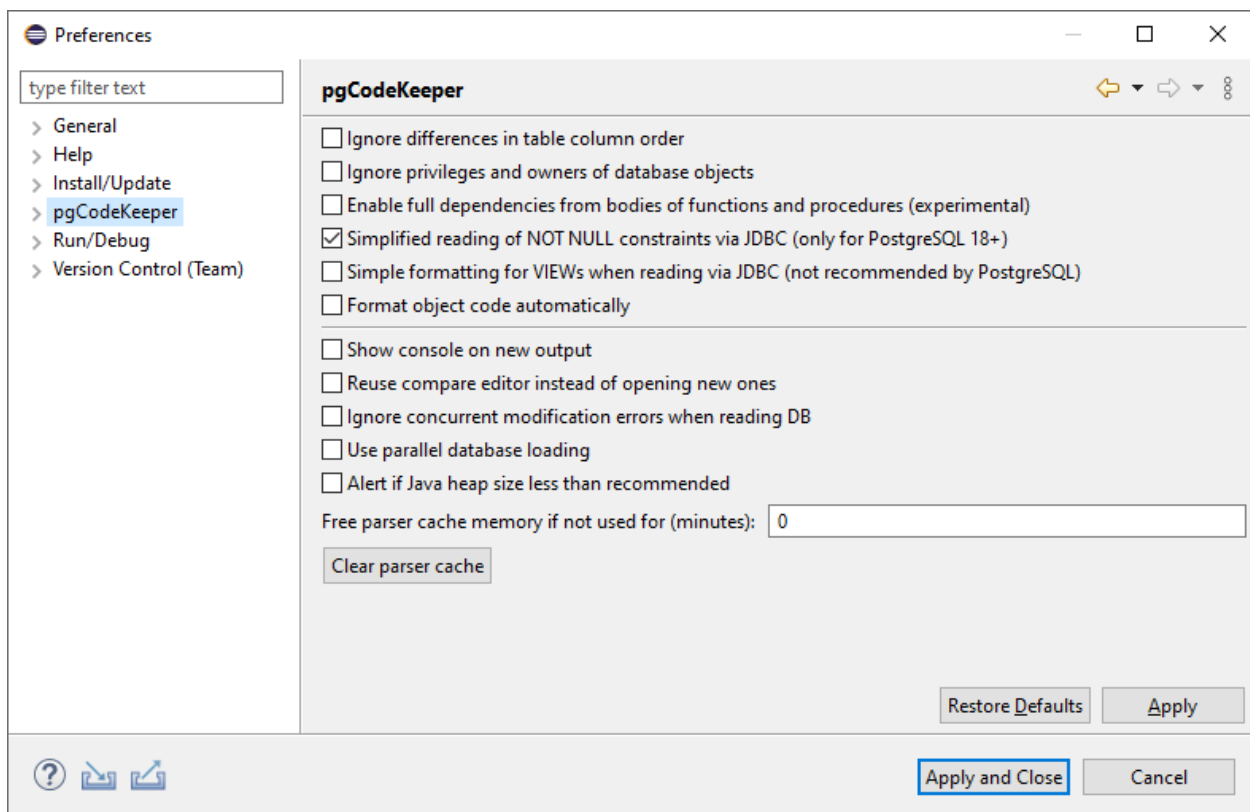 Preferences
type filter text
General
Help
Install/Update
pgCodeKeeper
Run/Debug
Version Control (Team)
pgCodeKeeper
Ignore differences in table column order
Ignore privileges and owners of database objects
Enable full dependencies from bodies of functions and procedures (experimental)
Simplified reading of NOT NULL constraints via JDBC (only for PostgreSQL 18+)
Simple formatting for VIEWs when reading via JDBC (not recommended by PostgreSQL)
Format object code automatically
Show console on new output
Reuse compare editor instead of opening new ones
Ignore concurrent modification errors when reading DB
Use parallel database loading
Alert if Java heap size less than recommended
Free parser cache memory if not used for (minutes): 0
Clear parser cache
Restore Defaults Apply
Apply and Close Cancel